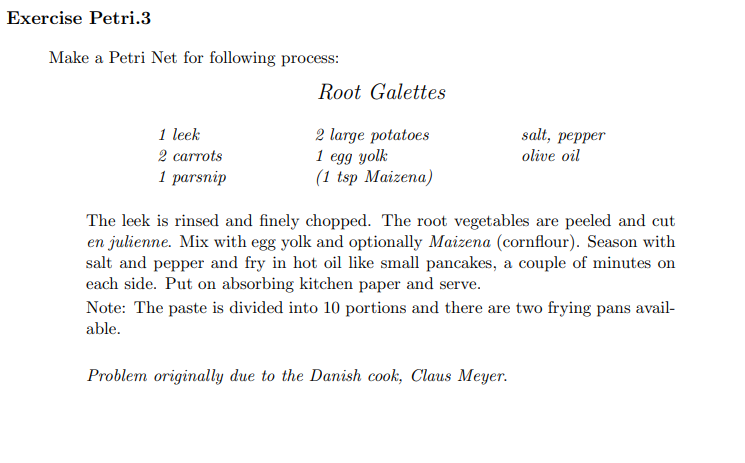 Exercise Petri.3
Make a Petri Net for following process:
Root Galettes
1 leek 2 large potatoes salt, pepper
2 carrots 1 egg yolk olive oil
1 parsnip (1 tsp Maizena)
The leek is rinsed and finely chopped. The root vegetables are peeled and cut
en julienne. Mix with egg yolk and optionally Maizena (cornflour). Season with
salt and pepper and fry in hot oil like small pancakes, a couple of minutes on
each side. Put on absorbing kitchen paper and serve.
Note: The paste is divided into 10 portions and there are two frying pans avail-
able.
Problem originally due to the Danish cook, Claus Meyer.